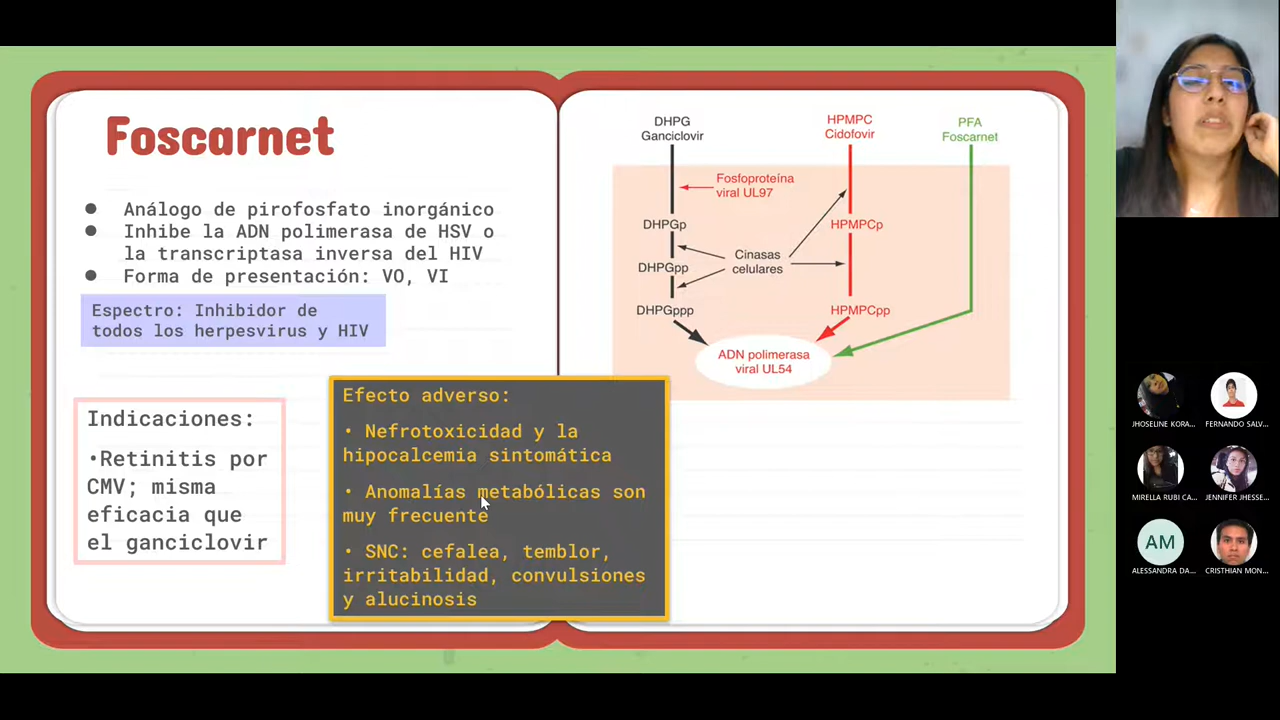 Foscarnet
● Análogo de pirofosfato inorgánico
● Inhibe la ADN polimerasa de HSV o
la transcriptasa inversa del HIV
● Forma de presentación: VO, VI
Espectro: Inhibidor de
todos los herpesvirus y HIV
Indicaciones:
•Retinitis por
CMV; misma
eficacia que
el ganciclovir
Efecto adverso:
• Nefrotoxicidad y la
hipocalcemia sintomática
• Anomalías metabólicas son
muy frecuente
• SNC: cefalea, temblor,
irritabilidad, convulsiones
y alucinosis
DHPG
Ganciclovir
HPMPC
Cidofovir
PFA
Foscarnet
Fosfoproteína
viral UL97
DHPGp
HPMPCp
Cinasas
celulares
DHPGpp
DHPGppp
HPMPCpp
ADN polimerasa
viral UL54
JHOSELINE KORA...
FERNANDO SALV...
MIRELLA RUBI CA...
JENNIFER JHESSE...
AM
ALESSANDRA DA...
CRISTHIAN MON...